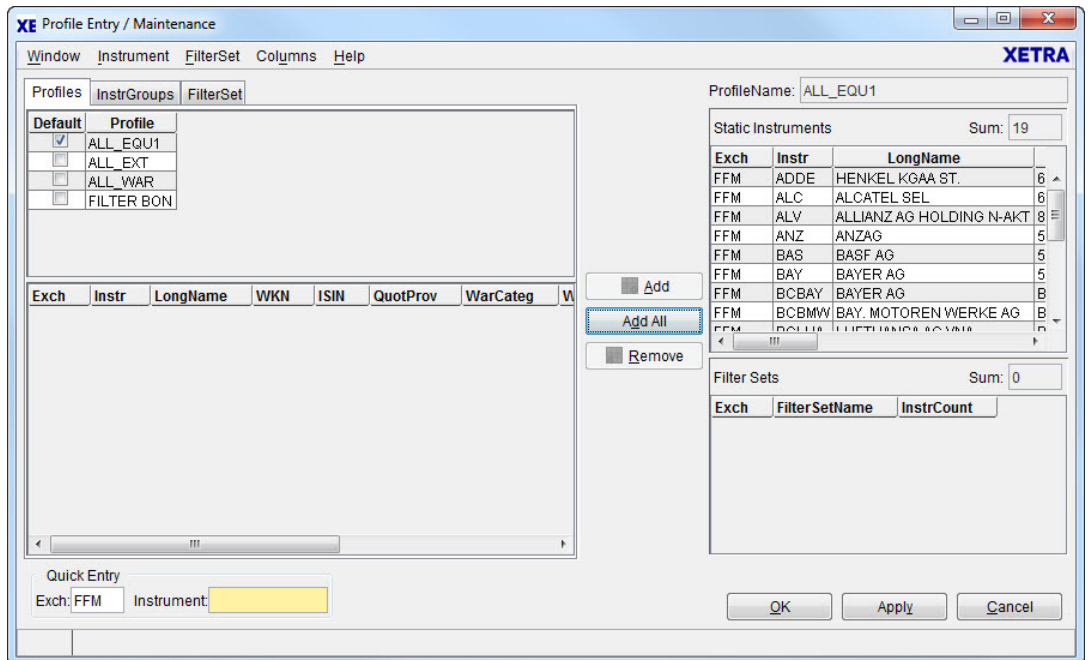 XE Profile Entry / Maintenance
Window Instrument FilterSet Columns Help XETRA
Profiles InstrGroups FilterSet
Default Profile
ALL_EQU1
ALL_EXT
ALL_WAR
FILTER BON
Exch Instr LongName WKN ISIN QuotProv WarCateg W
Quick Entry
Exch: FFM Instrument:
Add
Add All
Remove
ProfileName: ALL_EQU1
Static Instruments Sum: 19
Exch Instr LongName
FFM ADDE HENKEL KGAA ST. 6
FFM ALC ALCATEL SEL 6
FFM ALV ALLIANZ AG HOLDING N-AKT 8
FFM ANZ ANZAG 5
FFM BAS BASF AG 5
FFM BAY BAYER AG 5
FFM BCBAY BAYER AG B
FFM BCBMW BAY. MOTOREN WERKE AG B
Filter Sets Sum: 0
Exch FilterSetName InstrCount
OK Apply Cancel